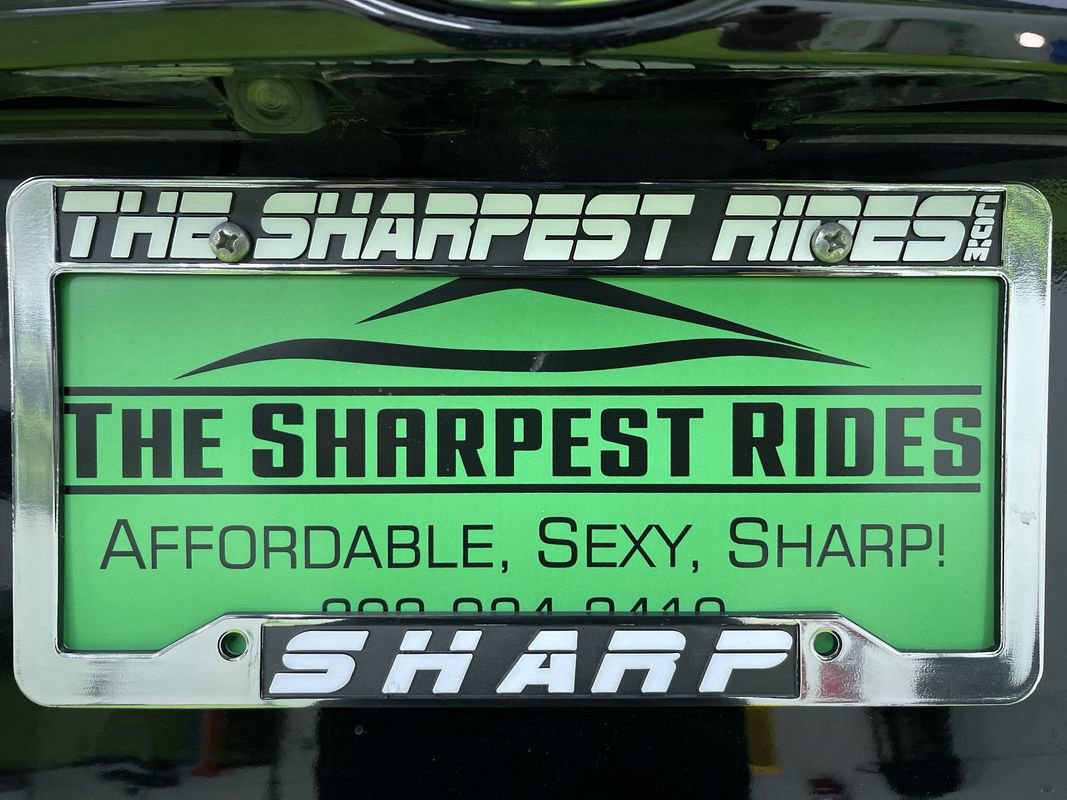 THE SHARPEST RIDES.COM
THE SHARPEST RIDES
AFFORDABLE, SEXY, SHARP!
SHARP